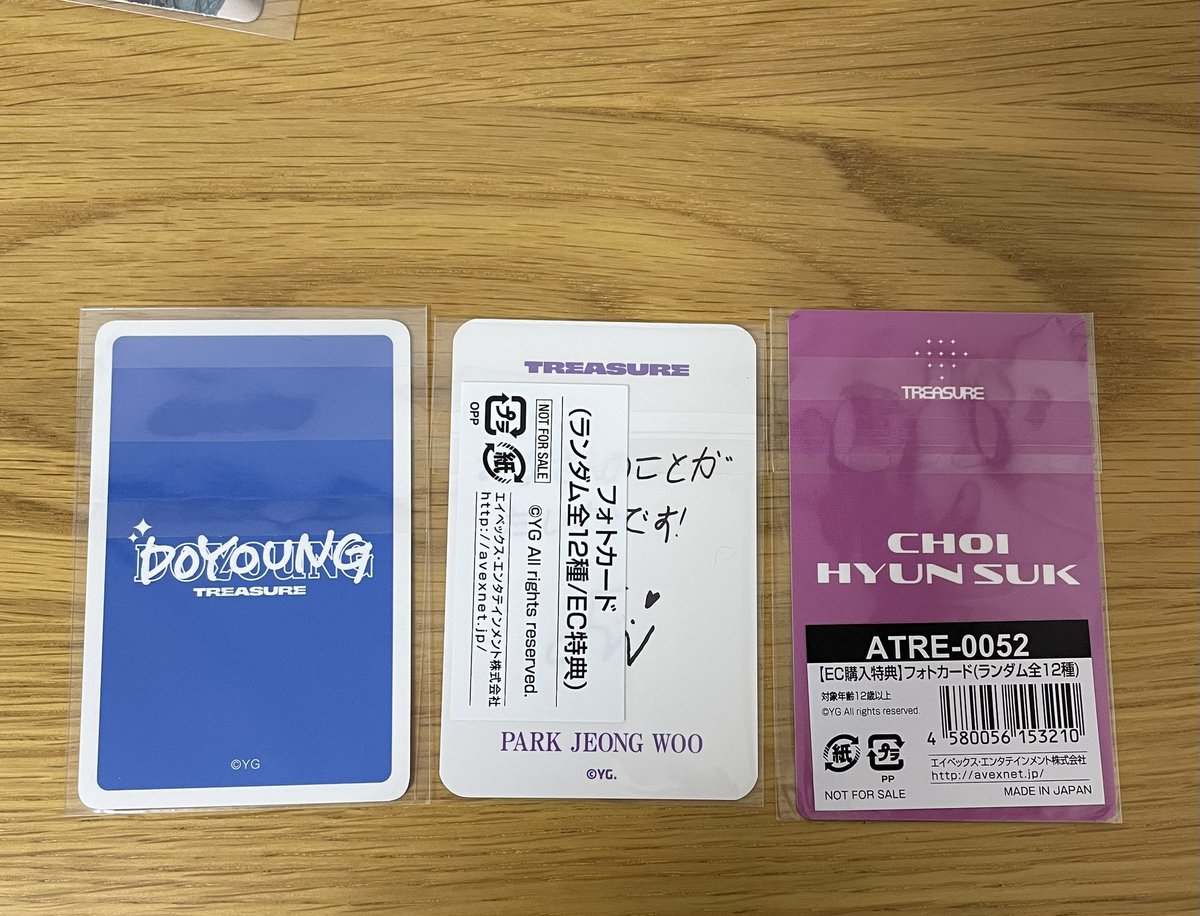 DOYOUNG
TREASURE
©YG
TREASURE
フォトカード
(ランダム全12種/EC特典)
©YG All rights reserved.
NOT FOR SALE
エイベックス・エンタテインメント株式会社
http://avexnet.jp/
プラ
OPP
紙
のことが
です!
PARK JEONG WOO
©YG.
TREASURE
CHOI
HYUN SUK
ATRE-0052
【EC購入特典】フォトカード(ランダム全12種)
対象年齢12歳以上
©YG All rights reserved.
4 580056 153210
紙
プラ
PP
エイベックス・エンタテインメント株式会社
http://avexnet.jp/
NOT FOR SALE
MADE IN JAPAN